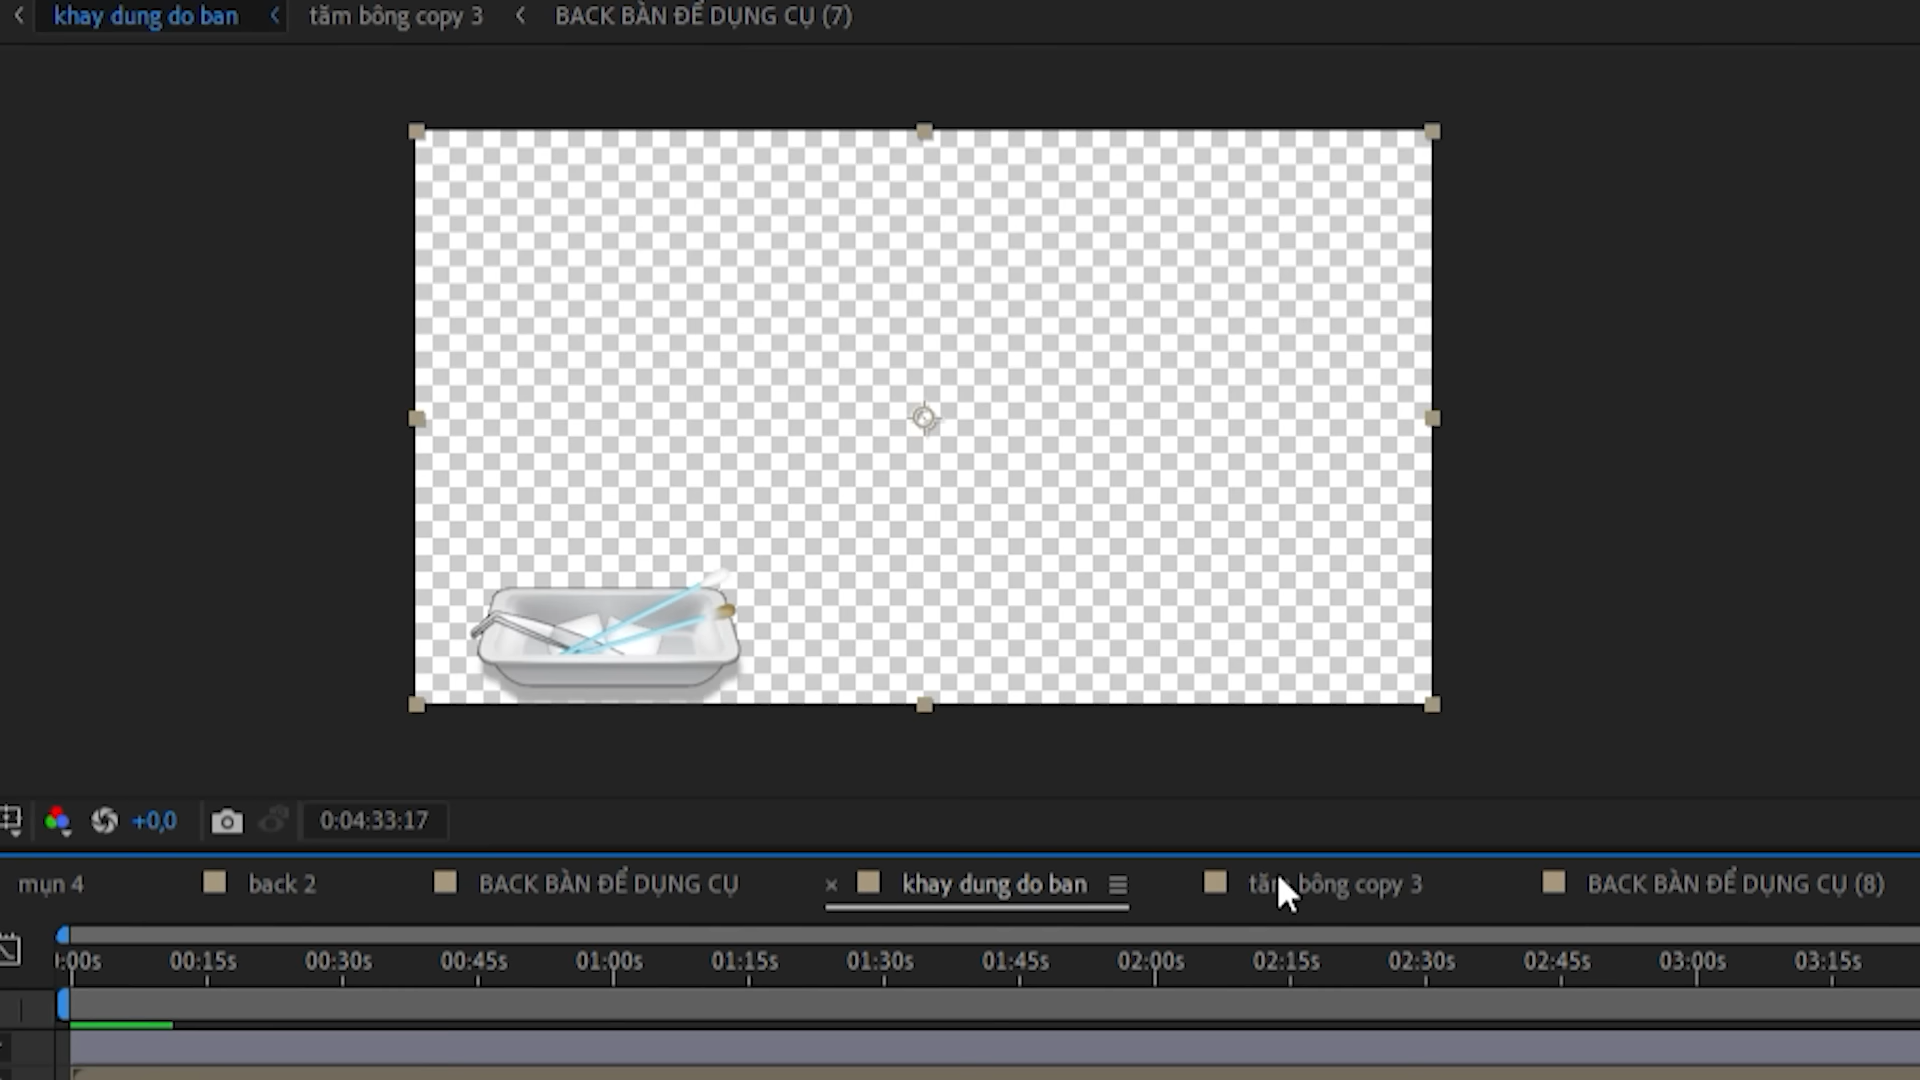 khay dung do ban
tăm bông copy 3
BACK BÀN ĐỂ DỤNG CỤ (7)
+0,0
0:04:33:17
mụn 4
back 2
BACK BÀN ĐỂ DỤNG CỤ
khay dung do ban
tăm bông copy 3
BACK BÀN ĐỂ DỤNG CỤ (8)
:00s 00:15s 00:30s 00:45s 01:00s 01:15s 01:30s 01:45s 02:00s 02:15s 02:30s 02:45s 03:00s 03:15s